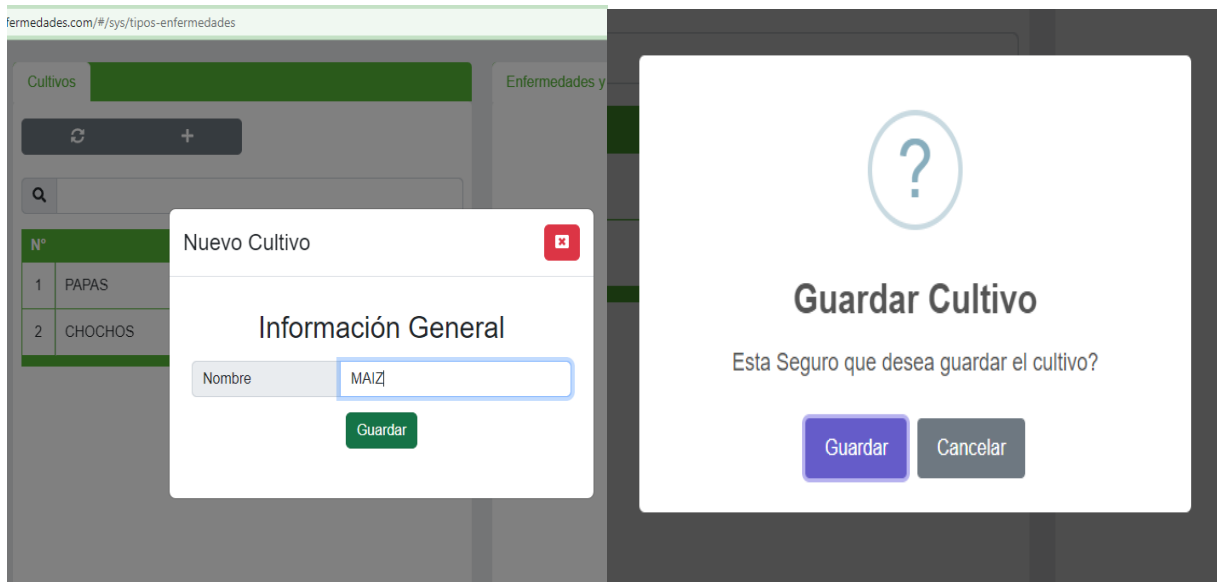 fermedades.com/#/sys/tipos-enfermedades
Cultivos
Enfermedades y
N°
1 PAPAS
2 CHOCHOS
Nuevo Cultivo
Información General
Nombre MAIZ
Guardar
?
Guardar Cultivo
Esta Seguro que desea guardar el cultivo?
Guardar Cancelar